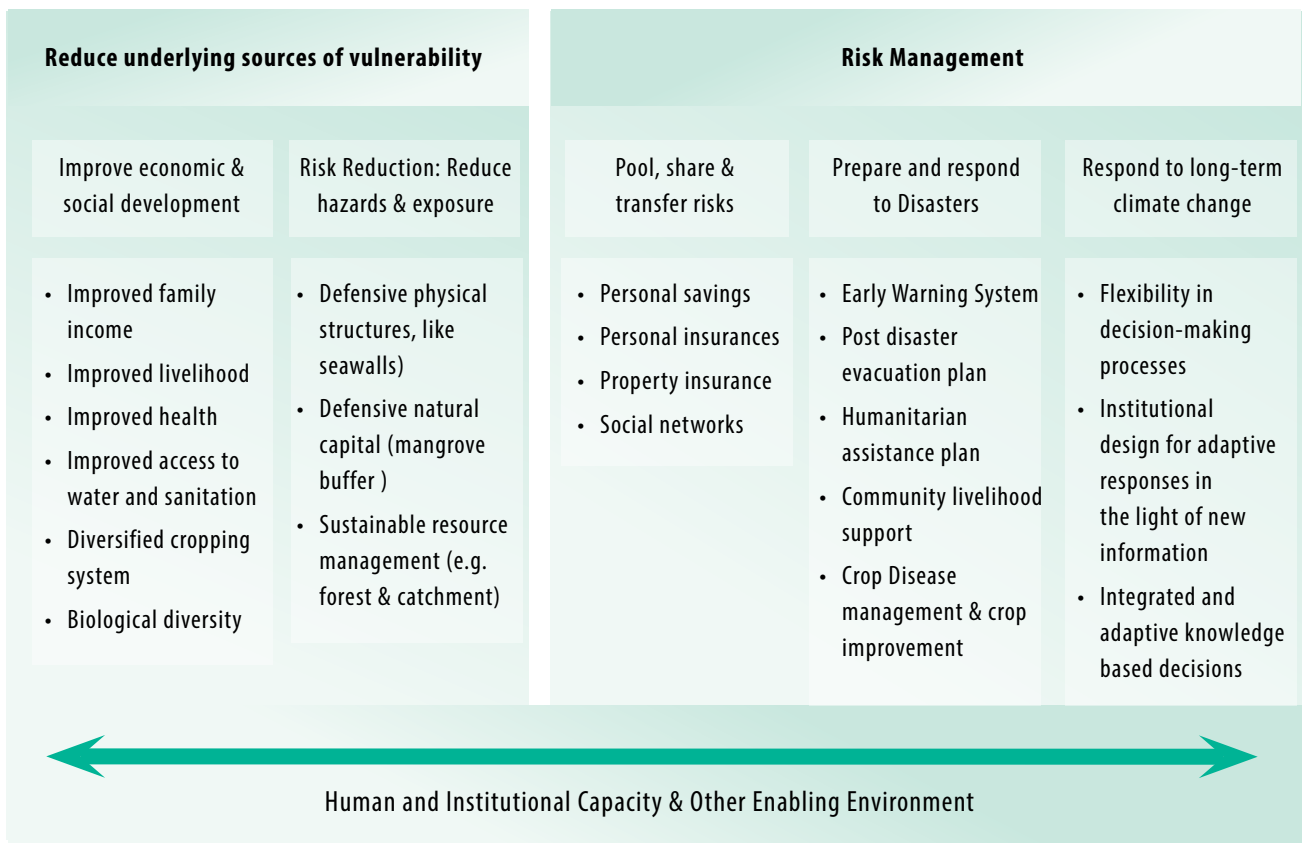 Reduce underlying sources of vulnerability
Risk Management
Improve economic &
social development
Risk Reduction: Reduce
hazards & exposure
Pool, share &
transfer risks
Prepare and respond
to Disasters
Respond to long-term
climate change
• Improved family
income
• Improved livelihood
• Improved health
• Improved access to
water and sanitation
• Diversified cropping
system
• Biological diversity
• Defensive physical
structures, like
seawalls)
• Defensive natural
capital (mangrove
buffer )
• Sustainable resource
management (e.g.
forest & catchment)
• Personal savings
• Personal insurances
• Property insurance
• Social networks
• Early Warning System
• Post disaster
evacuation plan
• Humanitarian
assistance plan
• Community livelihood
support
• Crop Disease
management & crop
improvement
• Flexibility in
decision-making
processes
• Institutional
design for adaptive
responses in
the light of new
information
• Integrated and
adaptive knowledge
based decisions
Human and Institutional Capacity & Other Enabling Environment